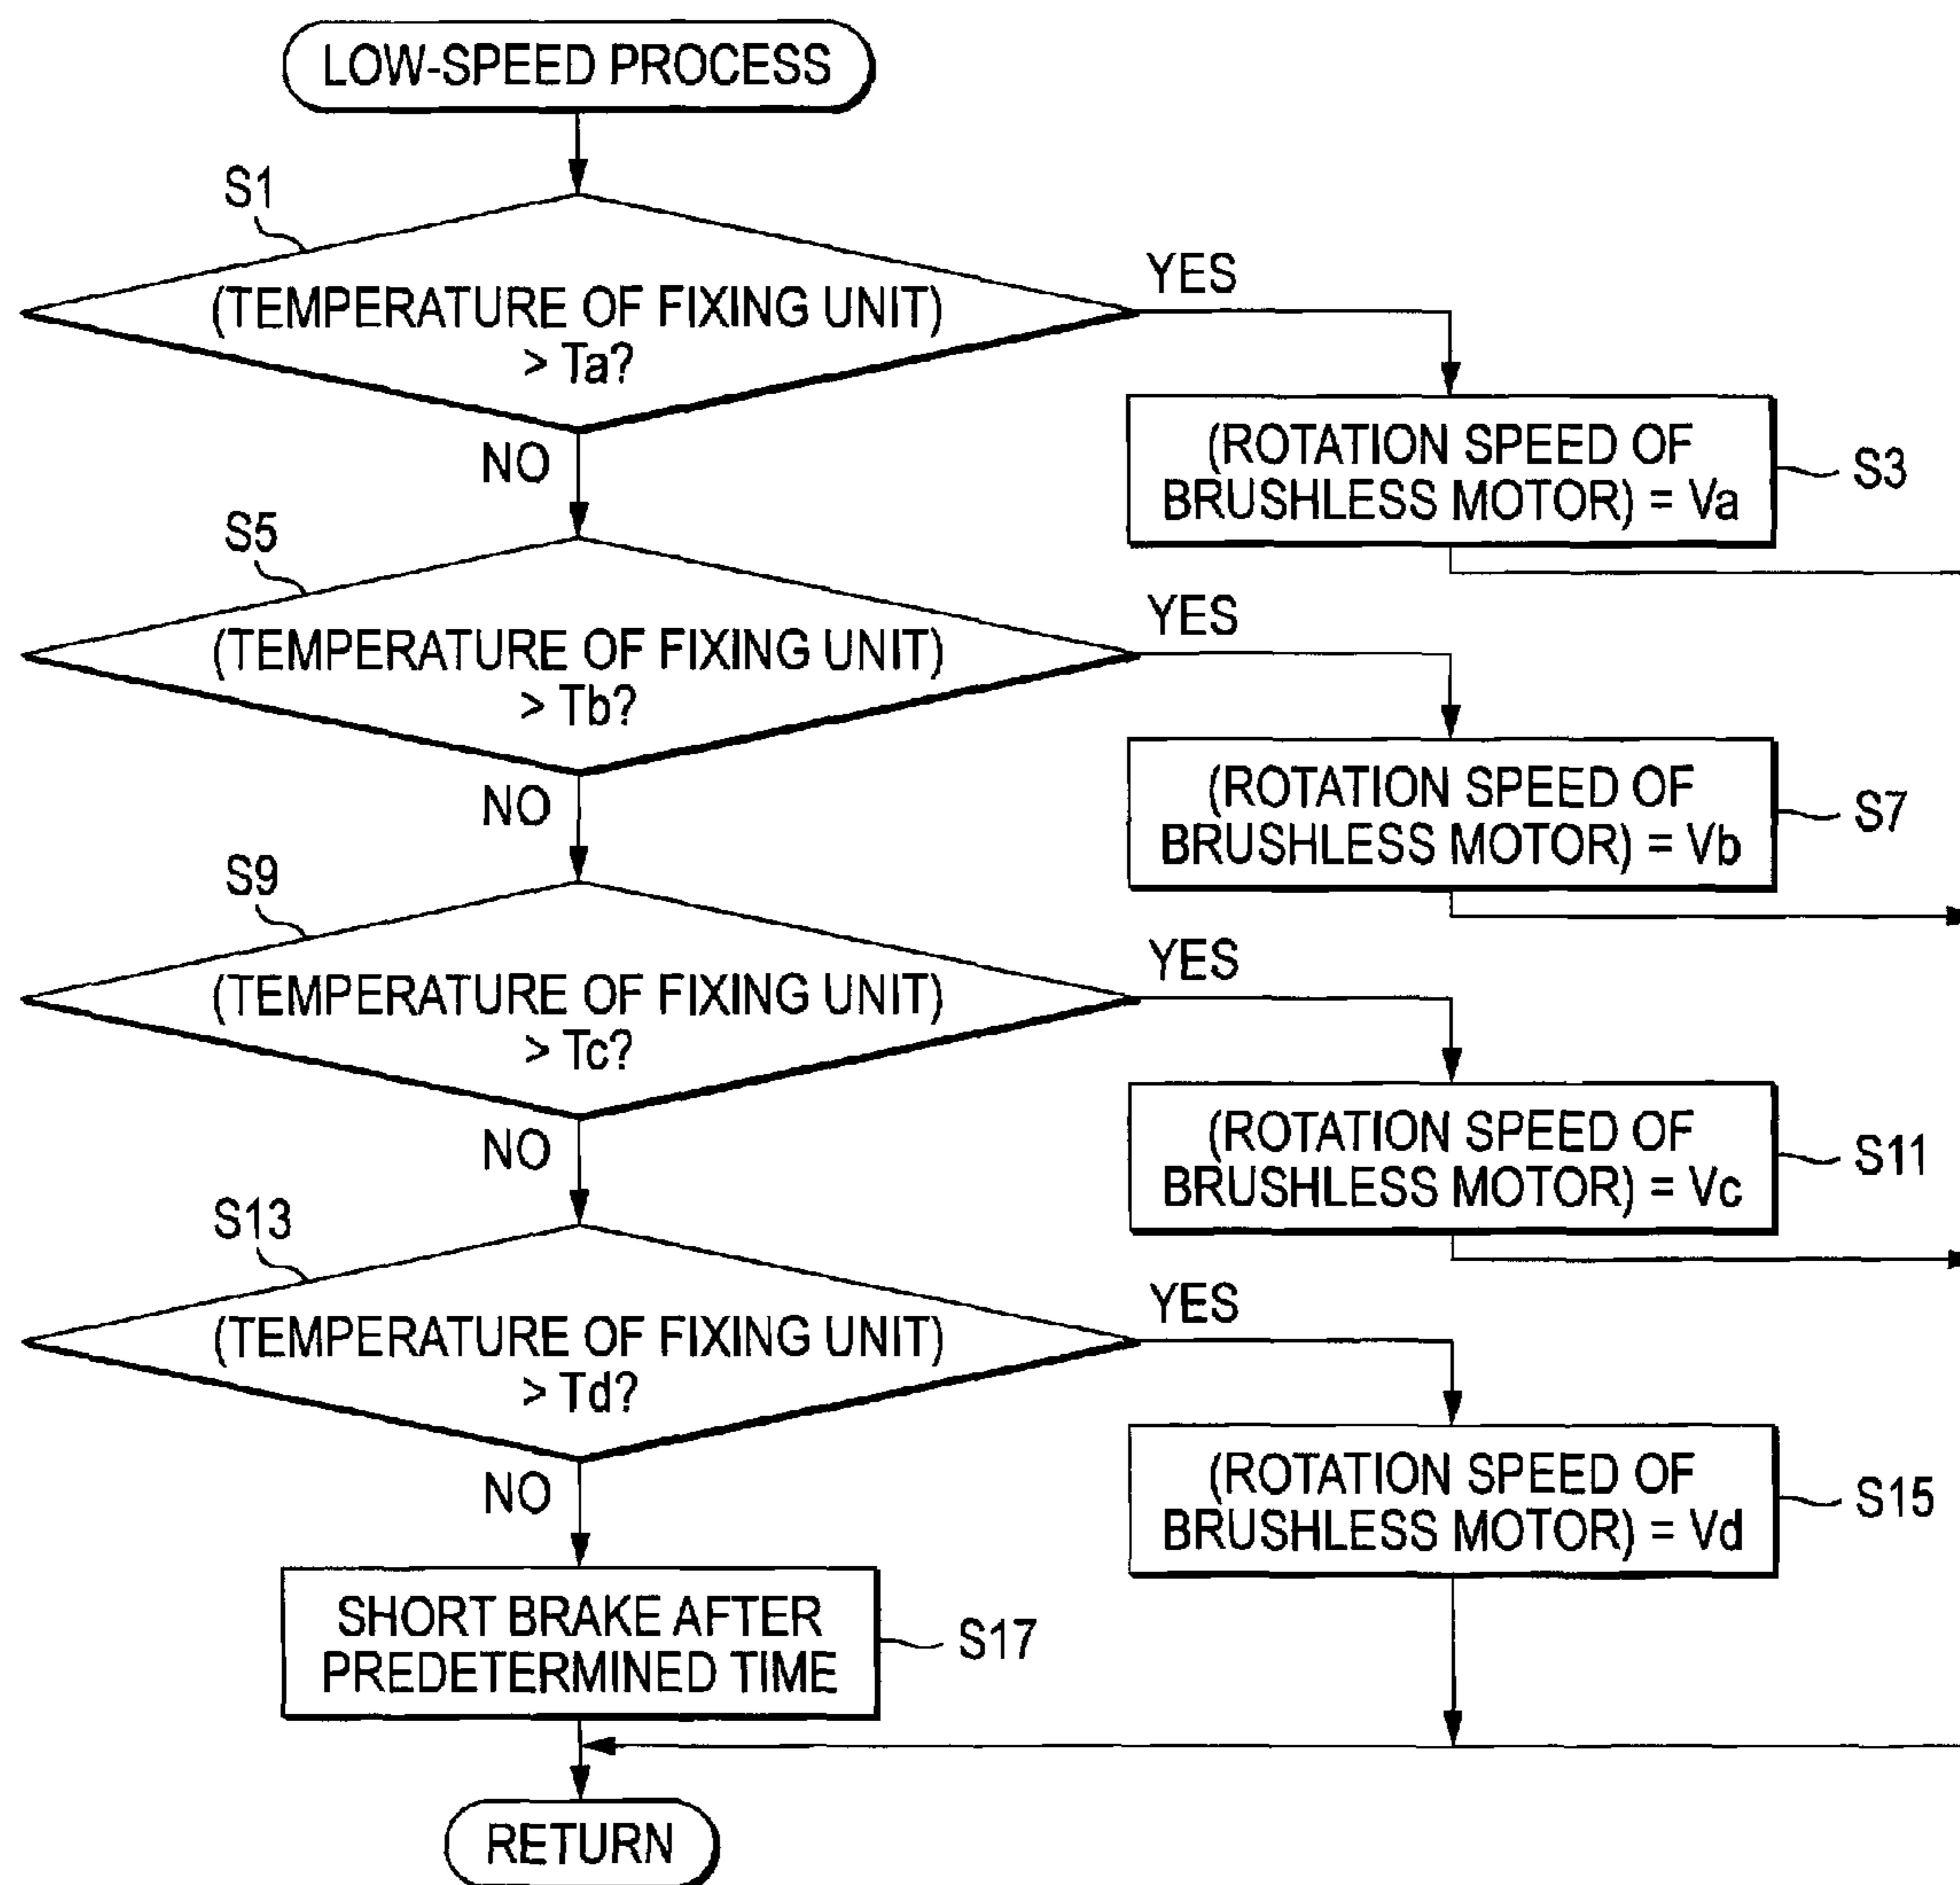 LOW-SPEED PROCESS
S1
(TEMPERATURE OF FIXING UNIT)
> Ta?
YES
NO
(ROTATION SPEED OF
BRUSHLESS MOTOR) = Va
S3
S5
(TEMPERATURE OF FIXING UNIT)
> Tb?
YES
NO
(ROTATION SPEED OF
BRUSHLESS MOTOR) = Vb
S7
S9
(TEMPERATURE OF FIXING UNIT)
> Tc?
YES
NO
(ROTATION SPEED OF
BRUSHLESS MOTOR) = Vc
S11
S13
(TEMPERATURE OF FIXING UNIT)
> Td?
YES
NO
(ROTATION SPEED OF
BRUSHLESS MOTOR) = Vd
S15
SHORT BRAKE AFTER
PREDETERMINED TIME
S17
RETURN